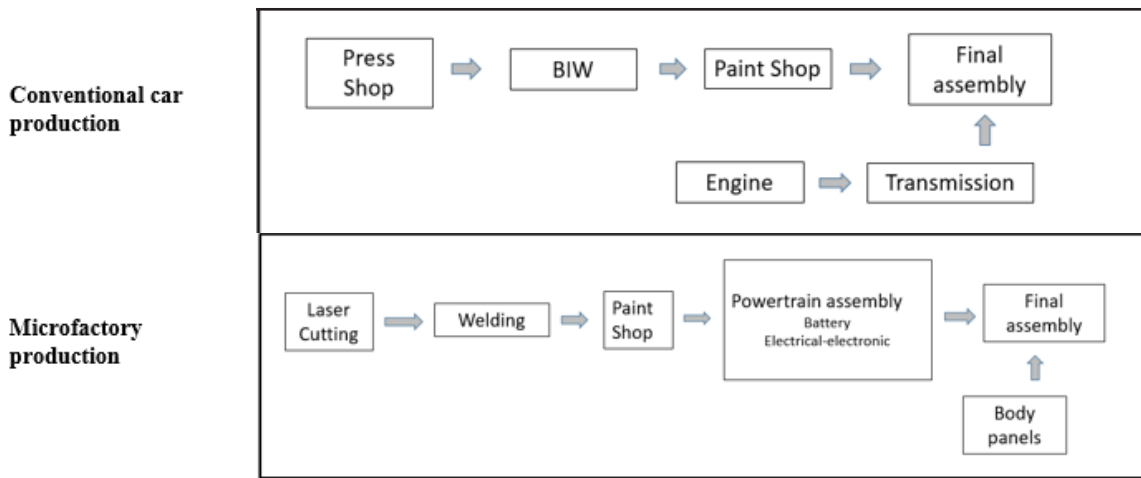 Conventional car
production
Press
Shop
BIW
Paint Shop
Final
assembly
Engine
Transmission
Microfactory
production
Laser
Cutting
Welding
Paint
Shop
Powertrain assembly
Battery
Electrical-electronic
Final
assembly
Body
panels